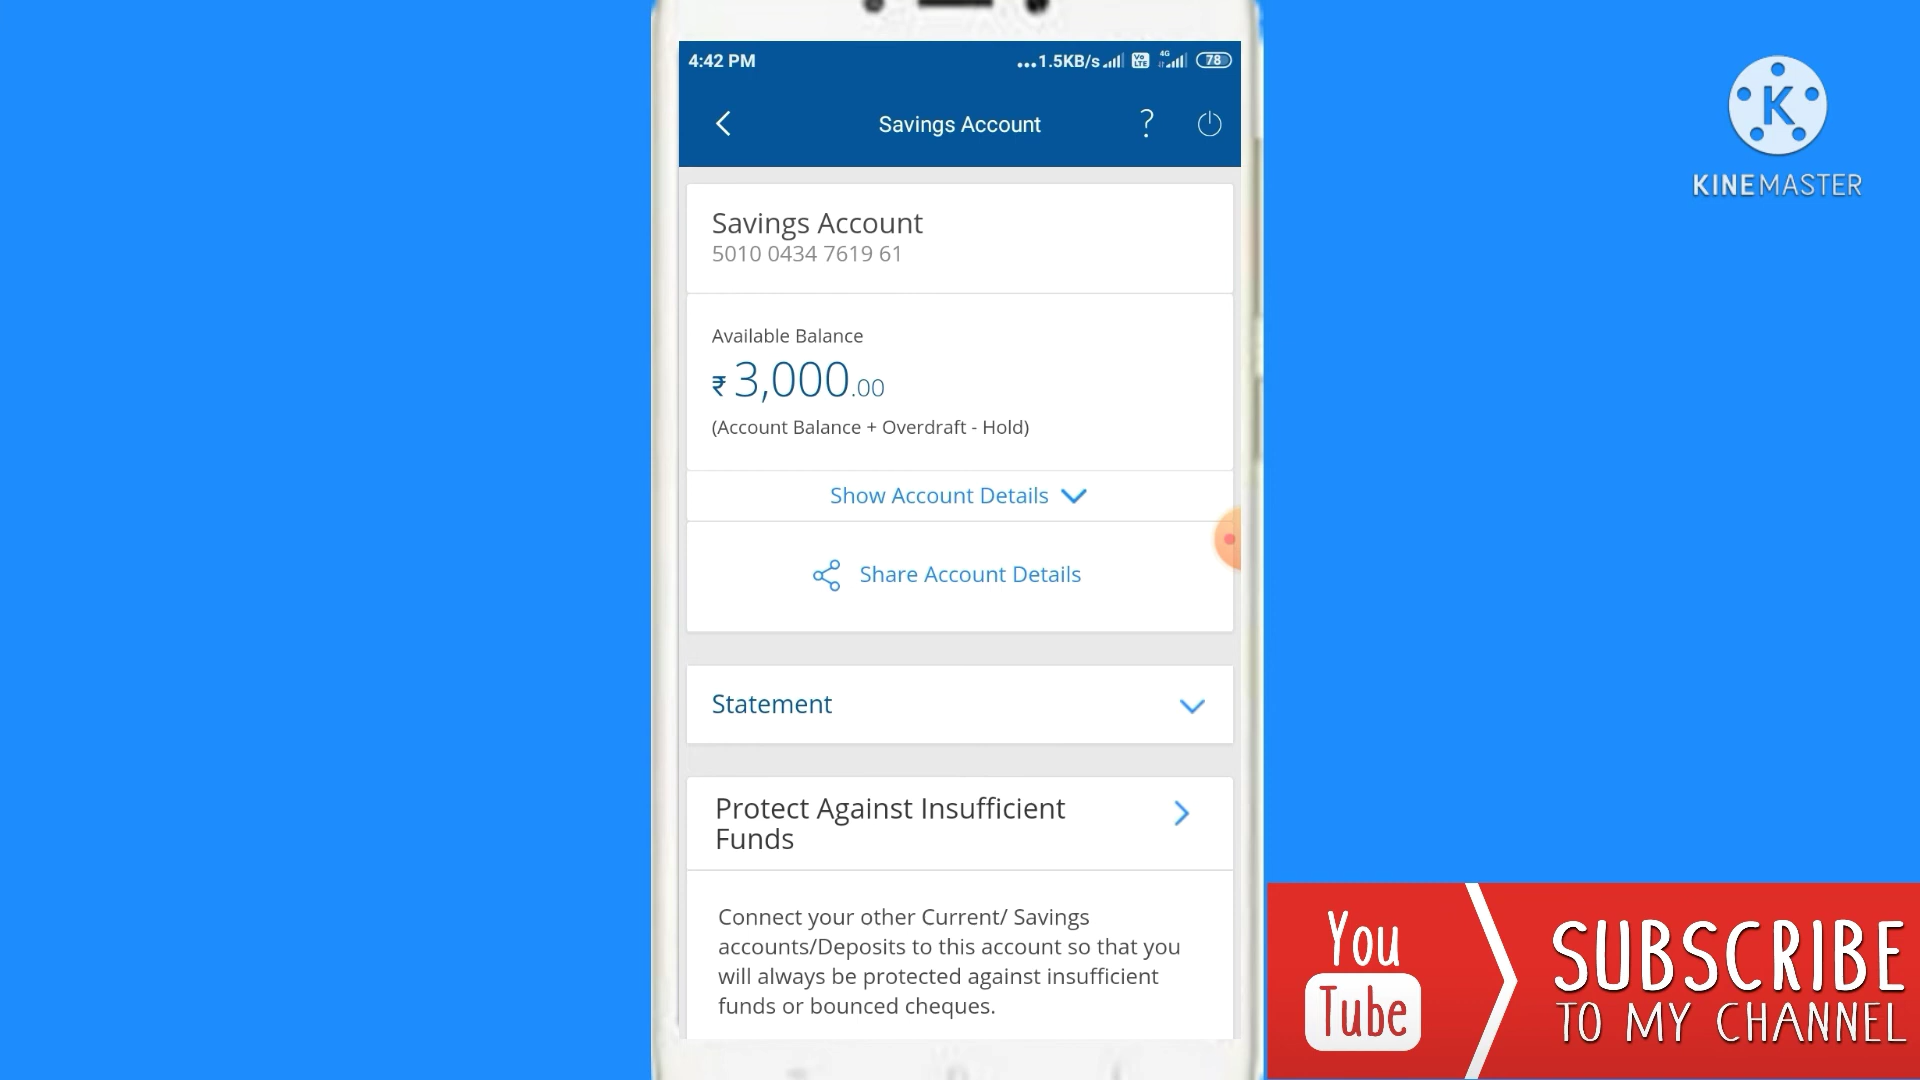 4:42 PM
...1.5KB/s
Vo LTE
4G
78
Savings Account
?
K
KINEMASTER
Savings Account
5010 0434 7619 61
Available Balance
₹ 3,000.00
(Account Balance + Overdraft - Hold)
Show Account Details
Share Account Details
Statement
Protect Against Insufficient
Funds
Connect your other Current/ Savings
accounts/Deposits to this account so that you
will always be protected against insufficient
funds or bounced cheques.
You
Tube
SUBSCRIBE
TO MY CHANNEL